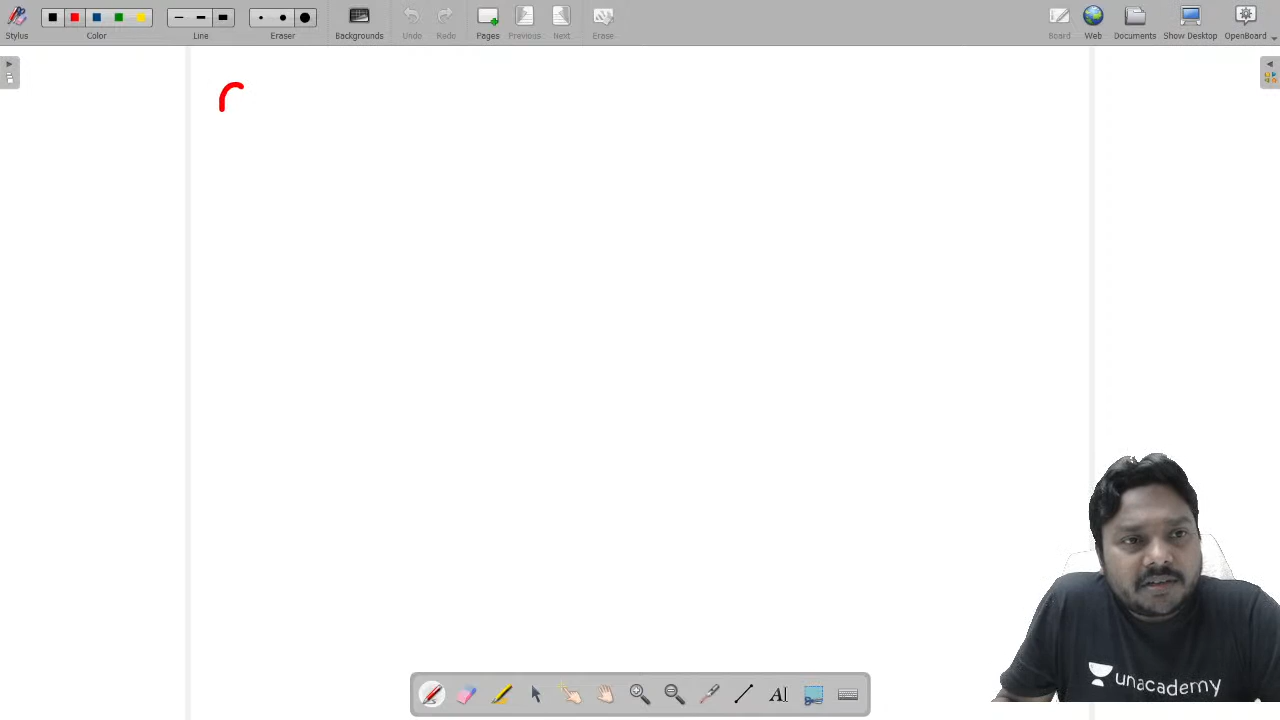 Stylus
Color
Line
Eraser
Backgrounds
Undo
Redo
Pages
Previous
Next
Erase
Board
Web
Documents
Show Desktop
OpenBoard
unacademy